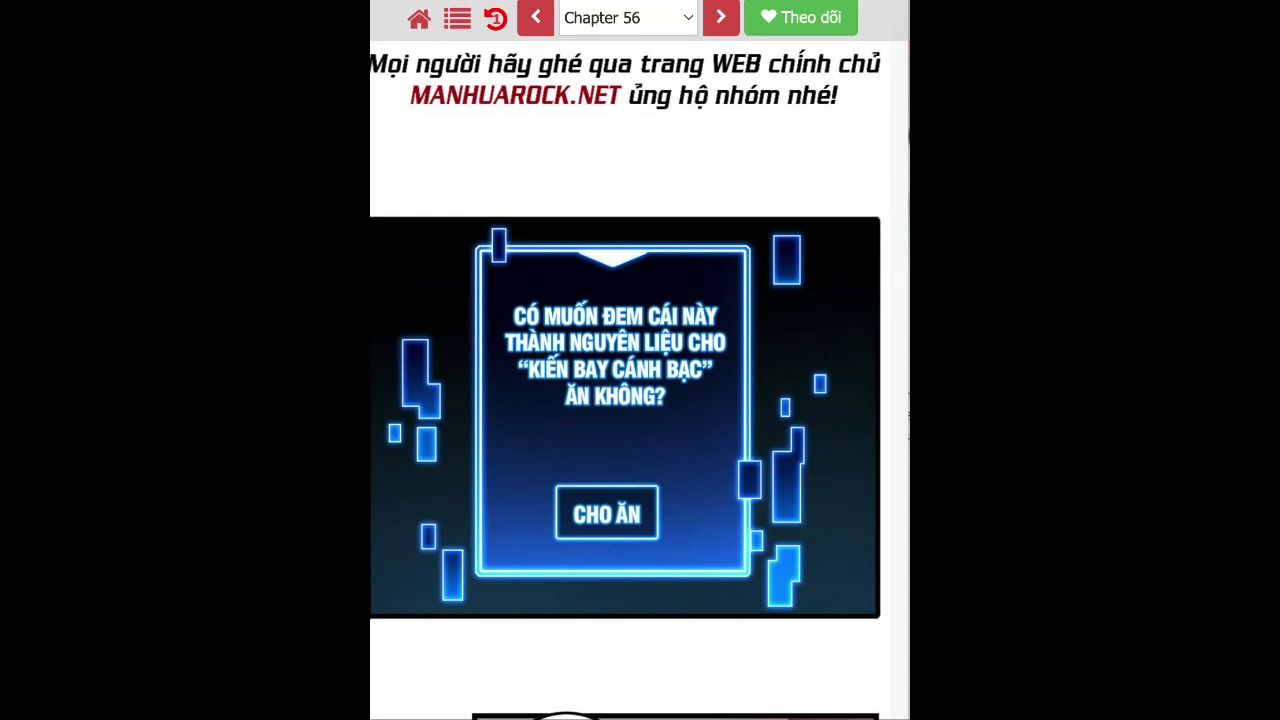 Chapter 56
Theo dõi
Mọi người hãy ghé qua trang WEB chính chủ
MANHUAROCK.NET ủng hộ nhóm nhé!
CÓ MUỐN ĐEM CÁI NÀY
THÀNH NGUYÊN LIỆU CHO
“KIẾN BAY CÁNH BẠC”
ĂN KHÔNG?
CHO ĂN